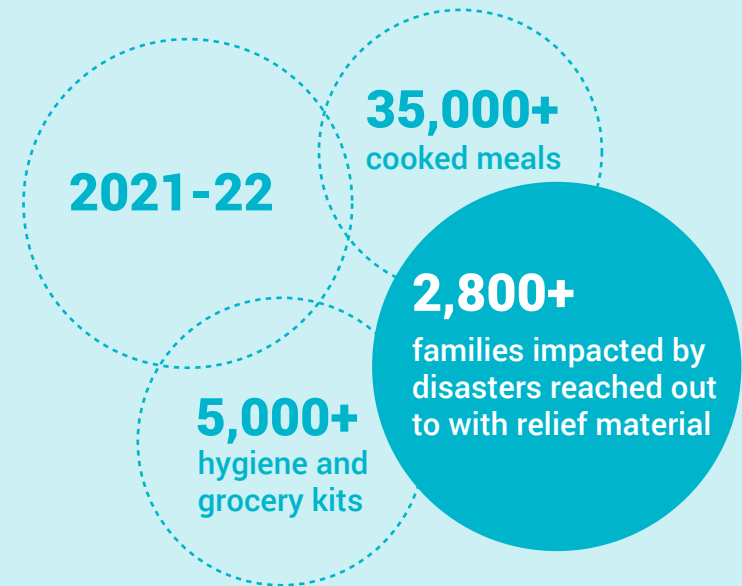 2021-22
35,000+
cooked meals
2,800+
families impacted by
disasters reached out
to with relief material
5,000+
hygiene and
grocery kits